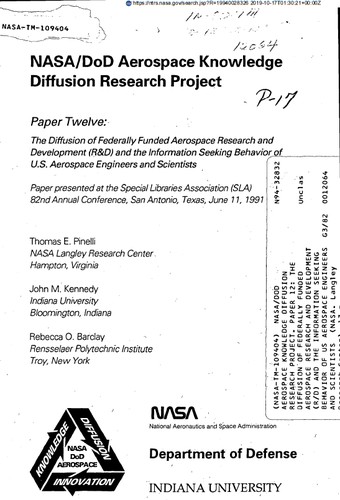 https://ntrs.nasa.gov/search.jsp?R=19940028326 2019-10-17T01:30:21+00:00Z
NASA-TM-109404
12064
P-17
NASA/DoD Aerospace Knowledge
Diffusion Research Project
Paper Twelve:
The Diffusion of Federally Funded Aerospace Research and
Development (R&D) and the Information Seeking Behavior of
U.S. Aerospace Engineers and Scientists
Paper presented at the Special Libraries Association (SLA)
82nd Annual Conference, San Antonio, Texas, June 11, 1991
Thomas E. Pinelli
NASA Langley Research Center
Hampton, Virginia
John M. Kennedy
Indiana University
Bloomington, Indiana
Rebecca O. Barclay
Rensselaer Polytechnic Institute
Troy, New York
N94-32832
Unclas
G3/82 0012064
(NASA-TM-109404) NASA/DOD
AEROSPACE KNOWLEDGE DIFFUSION
RESEARCH PROJECT. PAPER 12: THE
DIFFUSION OF FEDERALLY FUNDED
AEROSPACE RESEARCH AND DEVELOPMENT
(R/D) AND THE INFORMATION SEEKING
BEHAVIOR OF US AEROSPACE ENGINEERS
AND SCIENTISTS (NASA. Langley
KNOWLEDGE
DIFFUSION
INNOVATION
NASA
DoD
AEROSPACE
NASA
National Aeronautics and Space Administration
Department of Defense
INDIANA UNIVERSITY